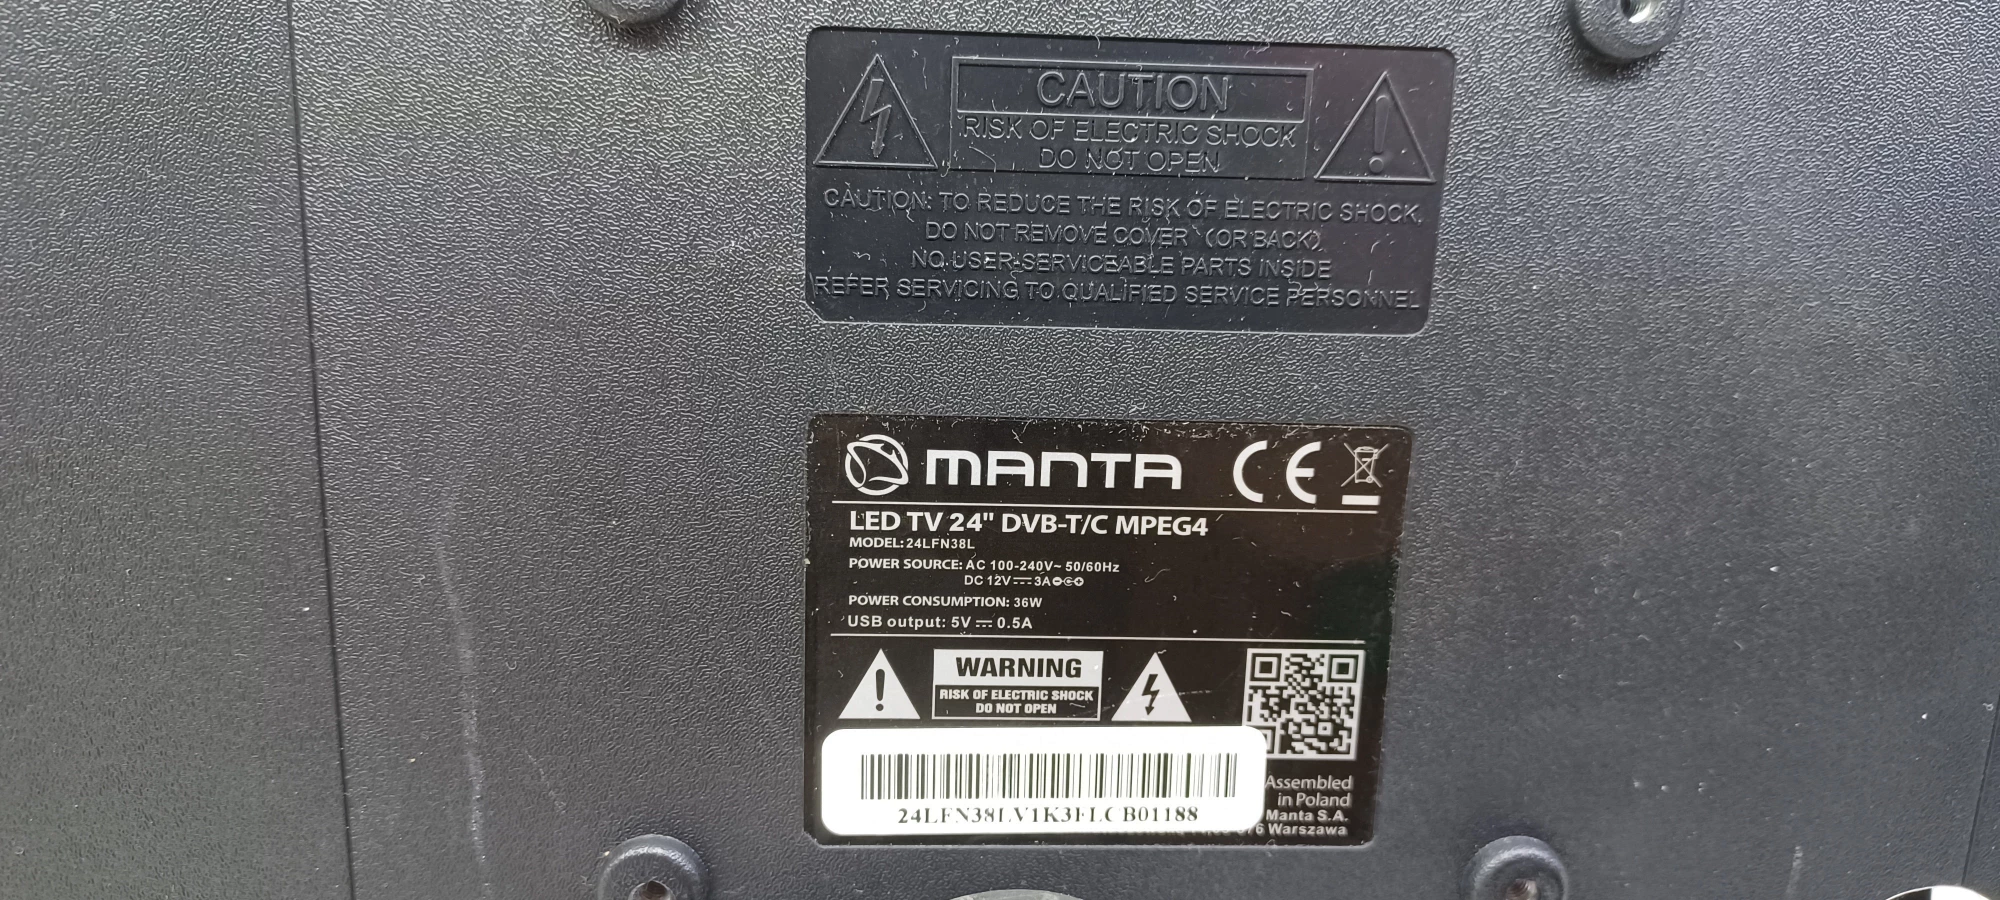 CAUTION
RISK OF ELECTRIC SHOCK
DO NOT OPEN
CAUTION: TO REDUCE THE RISK OF ELECTRIC SHOCK,
DO NOT REMOVE COVER (OR BACK)
NO USER-SERVICEABLE PARTS INSIDE
REFER SERVICING TO QUALIFIED SERVICE PERSONNEL
MANTA CE
LED TV 24" DVB-T/C MPEG4
MODEL: 24LFN38L
POWER SOURCE: AC 100-240V~ 50/60Hz
DC 12V⎓3A
POWER CONSUMPTION: 36W
USB output: 5V ⎓ 0.5A
WARNING
RISK OF ELECTRIC SHOCK
DO NOT OPEN
24LFN38LV1K3FLCB01188
Assembled
in Poland
Manta S.A.
Warszawa